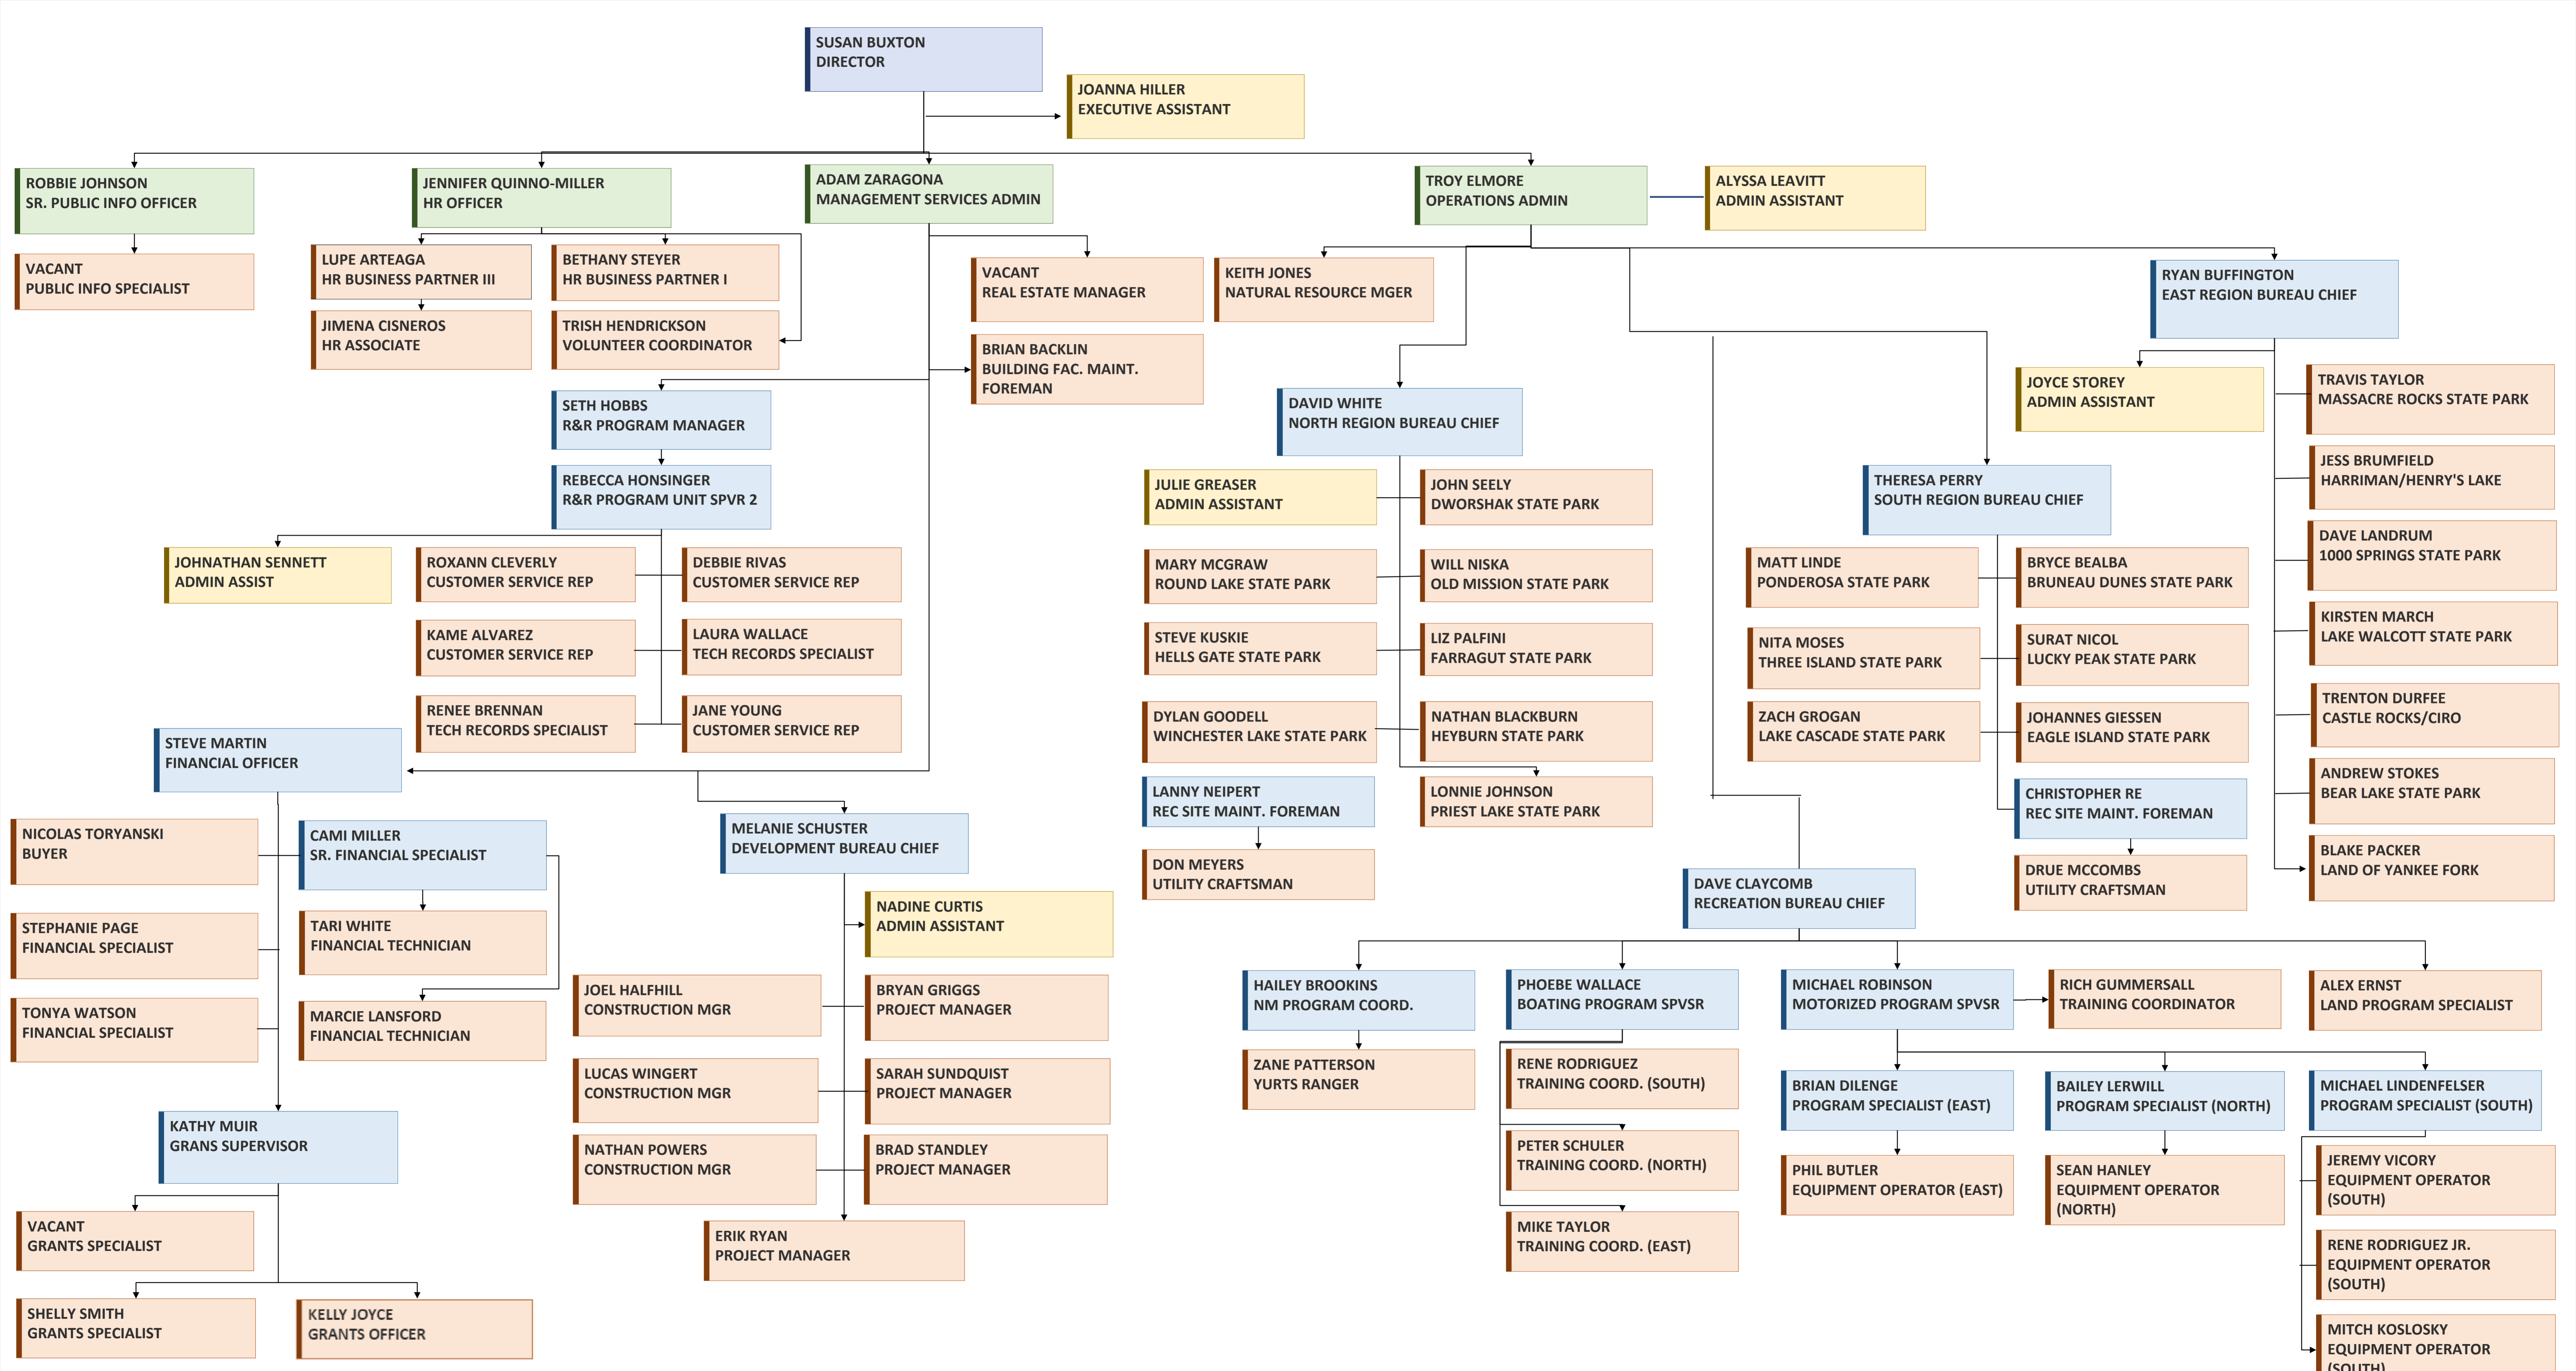 SUSAN BUXTON
DIRECTOR
JOANNA HILLER
EXECUTIVE ASSISTANT
ROBBIE JOHNSON
SR. PUBLIC INFO OFFICER
JENNIFER QUINNO-MILLER
HR OFFICER
ADAM ZARAGONA
MANAGEMENT SERVICES ADMIN
TROY ELMORE
OPERATIONS ADMIN
ALYSSA LEAVITT
ADMIN ASSISTANT
VACANT
PUBLIC INFO SPECIALIST
LUPE ARTEAGA
HR BUSINESS PARTNER III
BETHANY STEYER
HR BUSINESS PARTNER I
JIMENA CISNEROS
HR ASSOCIATE
TRISH HENDRICKSON
VOLUNTEER COORDINATOR
VACANT
REAL ESTATE MANAGER
BRIAN BACKLIN
BUILDING FAC. MAINT.
FOREMAN
KEITH JONES
NATURAL RESOURCE MGER
RYAN BUFFINGTON
EAST REGION BUREAU CHIEF
SETH HOBBS
R&R PROGRAM MANAGER
REBECCA HONSINGER
R&R PROGRAM UNIT SPVR 2
JOHNATHAN SENNETT
ADMIN ASSIST
ROXANN CLEVERLY
CUSTOMER SERVICE REP
DEBBIE RIVAS
CUSTOMER SERVICE REP
KAME ALVAREZ
CUSTOMER SERVICE REP
LAURA WALLACE
TECH RECORDS SPECIALIST
RENEE BRENNAN
TECH RECORDS SPECIALIST
JANE YOUNG
CUSTOMER SERVICE REP
DAVID WHITE
NORTH REGION BUREAU CHIEF
JULIE GREASER
ADMIN ASSISTANT
JOHN SEELY
DWORSHAK STATE PARK
MARY MCGRAW
ROUND LAKE STATE PARK
WILL NISKA
OLD MISSION STATE PARK
STEVE KUSKIE
HELLS GATE STATE PARK
LIZ PALFINI
FARRAGUT STATE PARK
DYLAN GOODELL
WINCHESTER LAKE STATE PARK
NATHAN BLACKBURN
HEYBURN STATE PARK
LANNY NEIPERT
REC SITE MAINT. FOREMAN
LONNIE JOHNSON
PRIEST LAKE STATE PARK
DON MEYERS
UTILITY CRAFTSMAN
THERESA PERRY
SOUTH REGION BUREAU CHIEF
MATT LINDE
PONDEROSA STATE PARK
BRYCE BEALBA
BRUNEAU DUNES STATE PARK
NITA MOSES
THREE ISLAND STATE PARK
SURAT NICOL
LUCKY PEAK STATE PARK
ZACH GROGAN
LAKE CASCADE STATE PARK
JOHANNES GIESSEN
EAGLE ISLAND STATE PARK
CHRISTOPHER RE
REC SITE MAINT. FOREMAN
DRUE MCCOMBS
UTILITY CRAFTSMAN
JOYCE STOREY
ADMIN ASSISTANT
TRAVIS TAYLOR
MASSACRE ROCKS STATE PARK
JESS BRUMFIELD
HARRIMAN/HENRY'S LAKE
DAVE LANDRUM
1000 SPRINGS STATE PARK
KIRSTEN MARCH
LAKE WALCOTT STATE PARK
TRENTON DURFEE
CASTLE ROCKS/CIRO
ANDREW STOKES
BEAR LAKE STATE PARK
BLAKE PACKER
LAND OF YANKEE FORK
STEVE MARTIN
FINANCIAL OFFICER
NICOLAS TORYANSKI
BUYER
CAMI MILLER
SR. FINANCIAL SPECIALIST
STEPHANIE PAGE
FINANCIAL SPECIALIST
TARI WHITE
FINANCIAL TECHNICIAN
TONYA WATSON
FINANCIAL SPECIALIST
MARCIE LANSFORD
FINANCIAL TECHNICIAN
KATHY MUIR
GRANS SUPERVISOR
VACANT
GRANTS SPECIALIST
SHELLY SMITH
GRANTS SPECIALIST
KELLY JOYCE
GRANTS OFFICER
MELANIE SCHUSTER
DEVELOPMENT BUREAU CHIEF
NADINE CURTIS
ADMIN ASSISTANT
JOEL HALFHILL
CONSTRUCTION MGR
BRYAN GRIGGS
PROJECT MANAGER
LUCAS WINGERT
CONSTRUCTION MGR
SARAH SUNDQUIST
PROJECT MANAGER
NATHAN POWERS
CONSTRUCTION MGR
BRAD STANDLEY
PROJECT MANAGER
ERIK RYAN
PROJECT MANAGER
DAVE CLAYCOMB
RECREATION BUREAU CHIEF
HAILEY BROOKINS
NM PROGRAM COORD.
PHOEBE WALLACE
BOATING PROGRAM SPVSR
MICHAEL ROBINSON
MOTORIZED PROGRAM SPVSR
RICH GUMMERSALL
TRAINING COORDINATOR
ALEX ERNST
LAND PROGRAM SPECIALIST
ZANE PATTERSON
YURTS RANGER
RENE RODRIGUEZ
TRAINING COORD. (SOUTH)
PETER SCHULER
TRAINING COORD. (NORTH)
MIKE TAYLOR
TRAINING COORD. (EAST)
BRIAN DILENGE
PROGRAM SPECIALIST (EAST)
BAILEY LERWILL
PROGRAM SPECIALIST (NORTH)
MICHAEL LINDENFELSER
PROGRAM SPECIALIST (SOUTH)
PHIL BUTLER
EQUIPMENT OPERATOR (EAST)
SEAN HANLEY
EQUIPMENT OPERATOR
(NORTH)
JEREMY VICORY
EQUIPMENT OPERATOR
(SOUTH)
RENE RODRIGUEZ JR.
EQUIPMENT OPERATOR
(SOUTH)
MITCH KOSLOSKY
EQUIPMENT OPERATOR
(SOUTH)